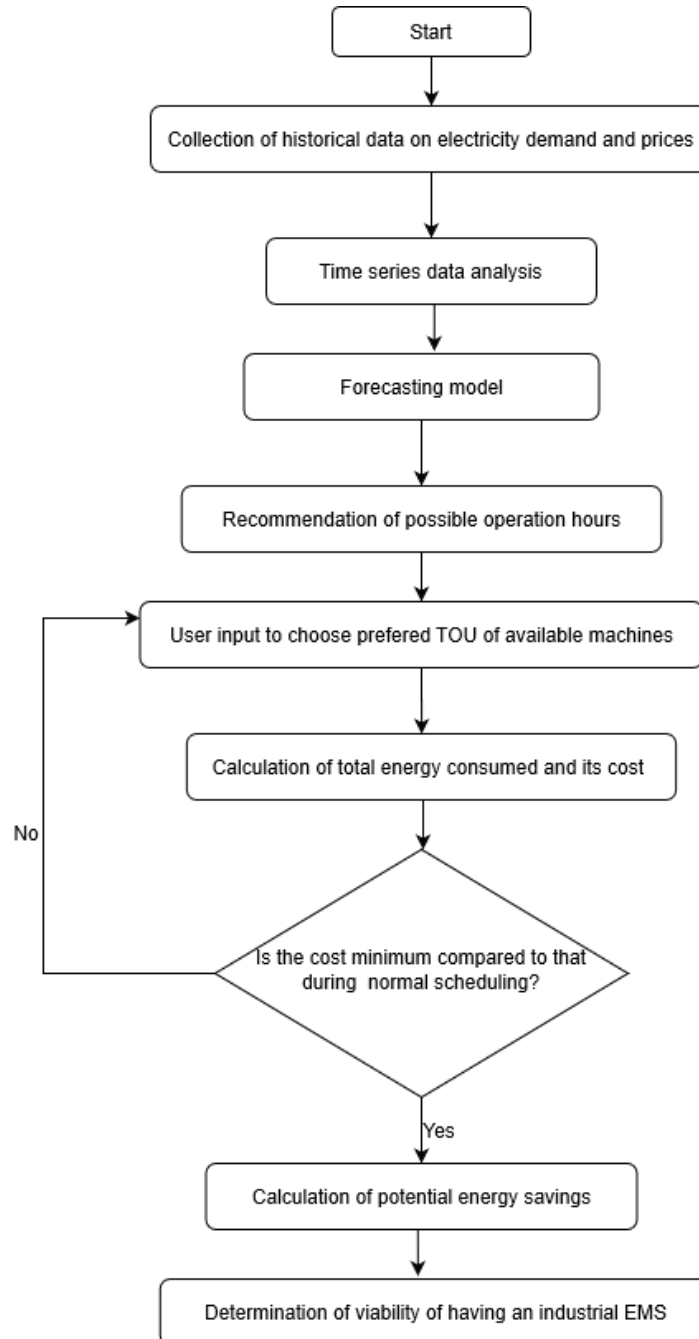 Start
Collection of historical data on electricity demand and prices
Time series data analysis
Forecasting model
Recommendation of possible operation hours
User input to choose prefered TOU of available machines
Calculation of total energy consumed and its cost
No
Is the cost minimum compared to that
during normal scheduling?
Yes
Calculation of potential energy savings
Determination of viability of having an industrial EMS